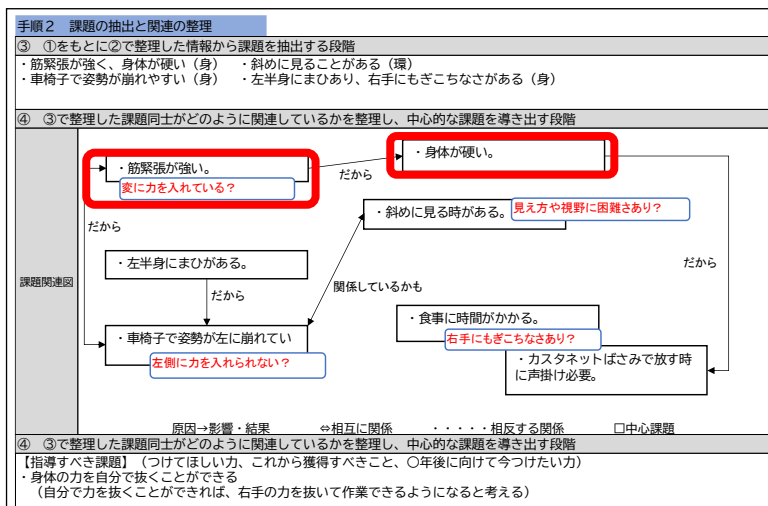 手順２　課題の抽出と関連の整理
③　①をもとに②で整理した情報から課題を抽出する段階
・筋緊張が強く、身体が硬い（身）　・斜めに見ることがある（環）
・車椅子で姿勢が崩れやすい（身）　・左半身にまひあり、右手にもぎこちなさがある（身）
④　③で整理した課題同士がどのように関連しているかを整理し、中心的な課題を導き出す段階
課題関連図
・筋緊張が強い。
変に力を入れている？
だから
・身体が硬い。
・斜めに見る時がある。
見え方や視野に困難さあり？
だから
・左半身にまひがある。
だから
関係しているかも
だから
・車椅子で姿勢が左に崩れてい
左側に力を入れられない？
・食事に時間がかかる。
右手にもぎこちなさあり？
・カスタネットばさみで放す時
に声掛け必要。
原因→影響・結果　　⇔相互に関係　　・・・・・相反する関係　　□中心課題
④　③で整理した課題同士がどのように関連しているかを整理し、中心的な課題を導き出す段階
【指導すべき課題】（つけてほしい力、これから獲得すべきこと、〇年後に向けて今つけたい力）
・身体の力を自分で抜くことができる
（自分で力を抜くことができれば、右手の力を抜いて作業できるようになると考える）